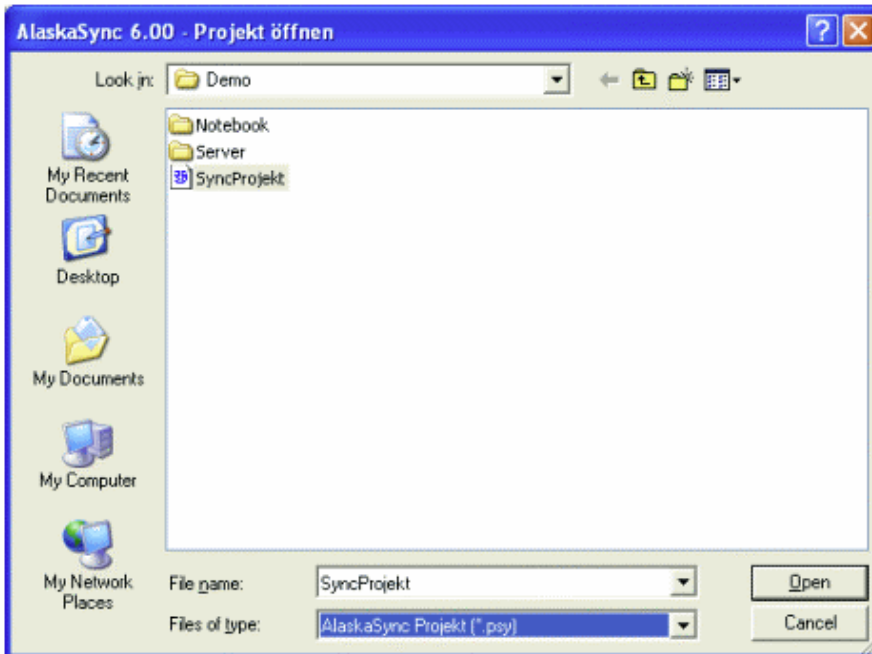 AlaskaSync 6.00 - Projekt öffnen
Look in: Demo
Notebook
Server
SyncProjekt
My Recent
Documents
Desktop
My Documents
My Computer
My Network
Places
File name: SyncProjekt
Open
Files of type: AlaskaSync Projekt (*.psy)
Cancel